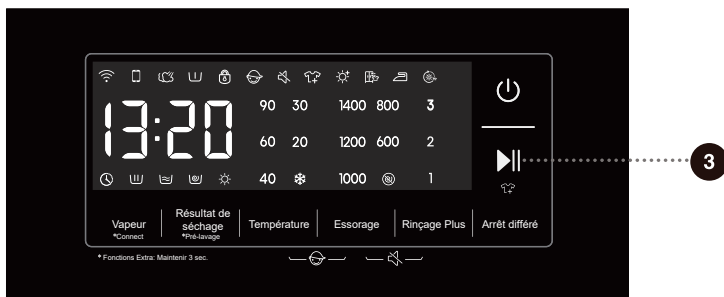 13:20
90 30 1400 800 3
60 20 1200 600 2
40 1000 1
3
Vapeur
*Connect
Résultat de
séchage
*Pré-lavage
Température
Essorage
Rinçage Plus
Arrêt différé
* Fonctions Extra: Maintenir 3 sec.